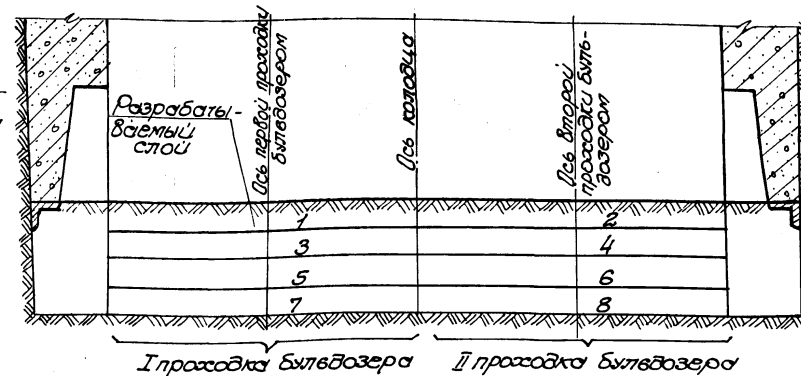 Разрабаты-
ваемый
слой
Ось первой проходки
бульдозером
Ось колодца
Ось второй
проходки буль-
дозером
1 2
3 4
5 6
7 8
I проходка бульдозера II проходка бульдозера